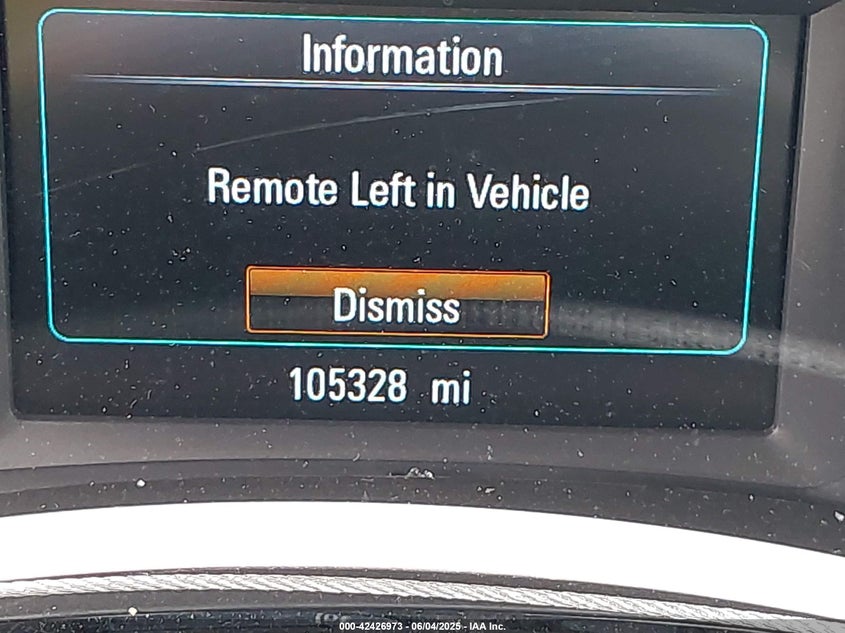 Information
Remote Left in Vehicle
Dismiss
105328 mi
000-42426973 - 06/04/2025 - IAA Inc.